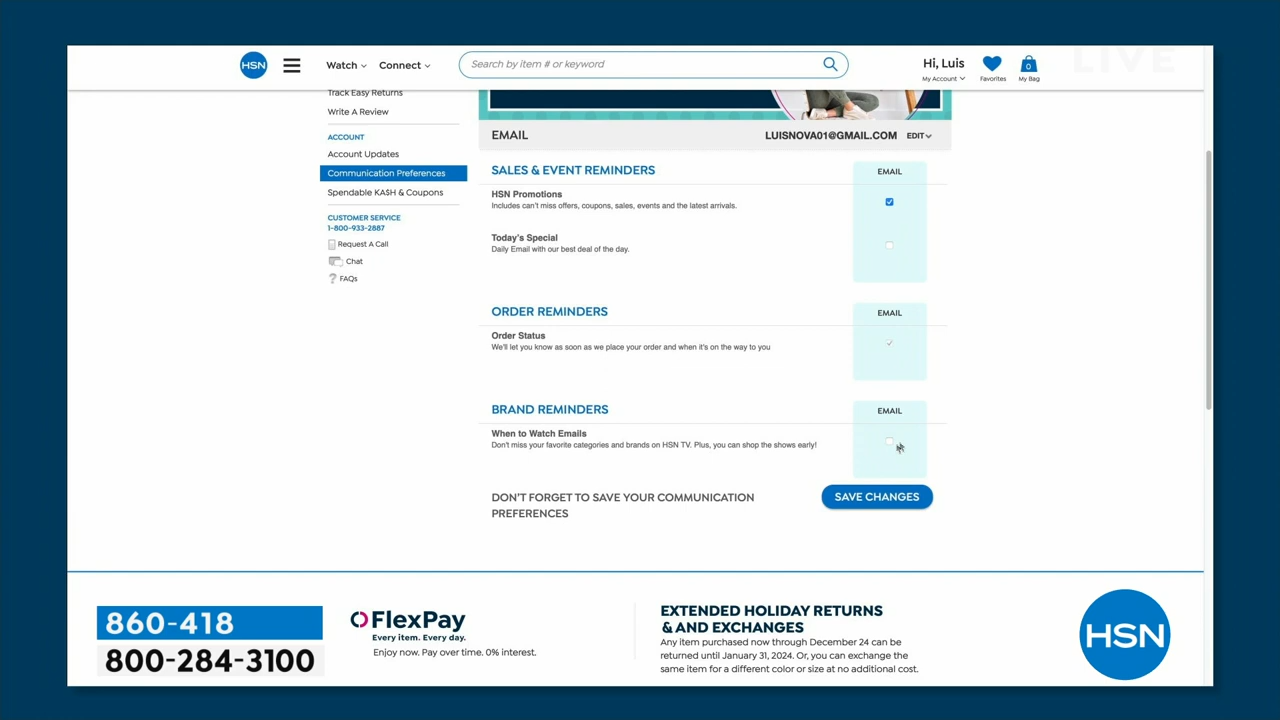 HSN
Watch
Connect
Search by item # or keyword
Hi, Luis
My Account
Favorites
0
My Bag
LIVE
Track Easy Returns
Write A Review
ACCOUNT
Account Updates
Communication Preferences
Spendable KA$H & Coupons
CUSTOMER SERVICE
1-800-933-2887
Request A Call
Chat
FAQs
EMAIL
LUISNOVA01@GMAIL.COM
EDIT
SALES & EVENT REMINDERS
EMAIL
HSN Promotions
Includes can't miss offers, coupons, sales, events and the latest arrivals.
Today's Special
Daily Email with our best deal of the day.
ORDER REMINDERS
EMAIL
Order Status
We'll let you know as soon as we place your order and when it's on the way to you
BRAND REMINDERS
EMAIL
When to Watch Emails
Don't miss your favorite categories and brands on HSN TV. Plus, you can shop the shows early!
DON'T FORGET TO SAVE YOUR COMMUNICATION
PREFERENCES
SAVE CHANGES
860-418
800-284-3100
FlexPay
Every item. Every day.
Enjoy now. Pay over time. 0% interest.
EXTENDED HOLIDAY RETURNS
& AND EXCHANGES
Any item purchased now through December 24 can be
returned until January 31, 2024. Or, you can exchange the
same item for a different color or size at no additional cost.
HSN